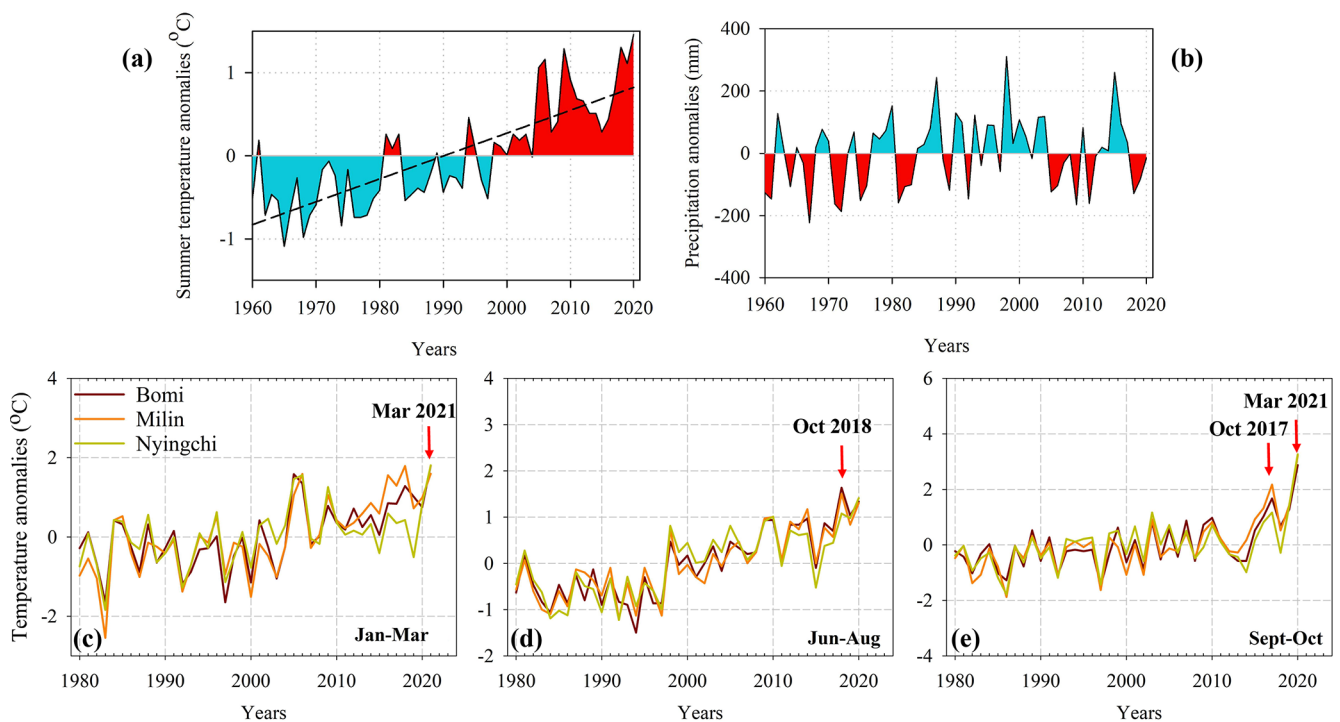 (a)
Summer temperature anomalies (°C)
1
0
-1
1960 1970 1980 1990 2000 2010 2020
Years
(b)
Precipitation anomalies (mm)
400
200
0
-200
-400
1960 1970 1980 1990 2000 2010 2020
Years
Temperature anomalies (°C)
4
2
0
-2
Bomi
Milin
Nyingchi
Mar 2021
(c)
Jan-Mar
1980 1990 2000 2010 2020
Years
4
3
2
1
0
-1
-2
Oct 2018
(d)
Jun-Aug
1980 1990 2000 2010 2020
Years
6
4
2
0
-2
-4
Mar 2021
Oct 2017
(e)
Sept-Oct
1980 1990 2000 2010 2020
Years